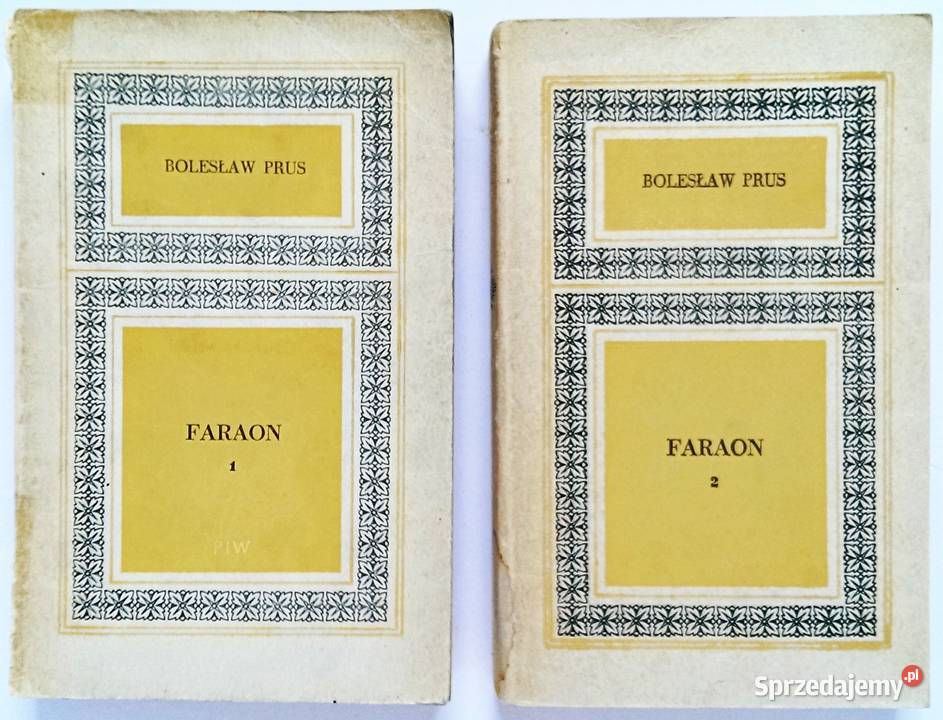 BOLESŁAW PRUS
FARAON
1
PIW
BOLESŁAW PRUS
FARAON
2
Sprzedajemy.pl